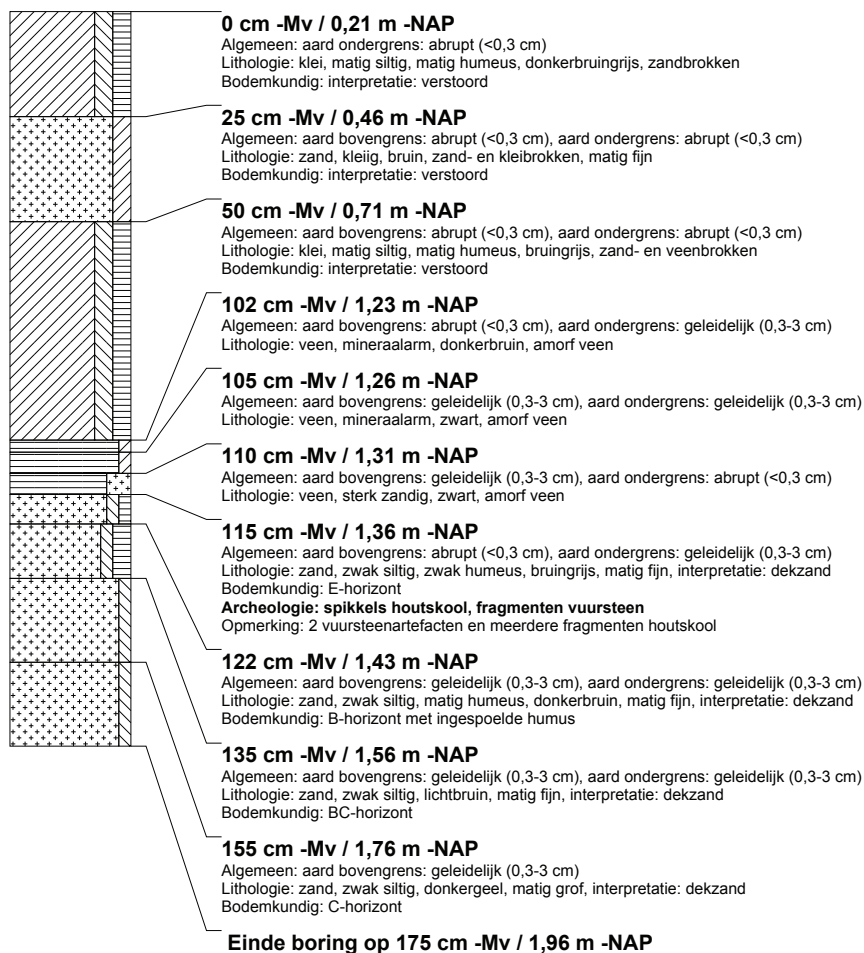 0 cm -Mv / 0,21 m -NAP
Algemeen: aard ondergrens: abrupt (<0,3 cm)
Lithologie: klei, matig siltig, matig humeus, donkerbruingrijs, zandbrokken
Bodemkundig: interpretatie: verstoord
25 cm -Mv / 0,46 m -NAP
Algemeen: aard bovengrens: abrupt (<0,3 cm), aard ondergrens: abrupt (<0,3 cm)
Lithologie: zand, kleiig, bruin, zand- en kleibrokken, matig fijn
Bodemkundig: interpretatie: verstoord
50 cm -Mv / 0,71 m -NAP
Algemeen: aard bovengrens: abrupt (<0,3 cm), aard ondergrens: abrupt (<0,3 cm)
Lithologie: klei, matig siltig, matig humeus, bruingrijs, zand- en veenbrokken
Bodemkundig: interpretatie: verstoord
102 cm -Mv / 1,23 m -NAP
Algemeen: aard bovengrens: abrupt (<0,3 cm), aard ondergrens: geleidelijk (0,3-3 cm)
Lithologie: veen, mineraalarm, donkerbruin, amorf veen
105 cm -Mv / 1,26 m -NAP
Algemeen: aard bovengrens: geleidelijk (0,3-3 cm), aard ondergrens: geleidelijk (0,3-3 cm)
Lithologie: veen, mineraalarm, zwart, amorf veen
110 cm -Mv / 1,31 m -NAP
Algemeen: aard bovengrens: geleidelijk (0,3-3 cm), aard ondergrens: abrupt (<0,3 cm)
Lithologie: veen, sterk zandig, zwart, amorf veen
115 cm -Mv / 1,36 m -NAP
Algemeen: aard bovengrens: abrupt (<0,3 cm), aard ondergrens: geleidelijk (0,3-3 cm)
Lithologie: zand, zwak siltig, zwak humeus, bruingrijs, matig fijn, interpretatie: dekzand
Bodemkundig: E-horizont
Archeologie: spikkels houtskool, fragmenten vuursteen
Opmerking: 2 vuursteenartefacten en meerdere fragmenten houtskool
122 cm -Mv / 1,43 m -NAP
Algemeen: aard bovengrens: geleidelijk (0,3-3 cm), aard ondergrens: geleidelijk (0,3-3 cm)
Lithologie: zand, zwak siltig, matig humeus, donkerbruin, matig fijn, interpretatie: dekzand
Bodemkundig: B-horizont met ingespoelde humus
135 cm -Mv / 1,56 m -NAP
Algemeen: aard bovengrens: geleidelijk (0,3-3 cm), aard ondergrens: geleidelijk (0,3-3 cm)
Lithologie: zand, zwak siltig, lichtbruin, matig fijn, interpretatie: dekzand
Bodemkundig: BC-horizont
155 cm -Mv / 1,76 m -NAP
Algemeen: aard bovengrens: geleidelijk (0,3-3 cm)
Lithologie: zand, zwak siltig, donkergeel, matig grof, interpretatie: dekzand
Bodemkundig: C-horizont
Einde boring op 175 cm -Mv / 1,96 m -NAP